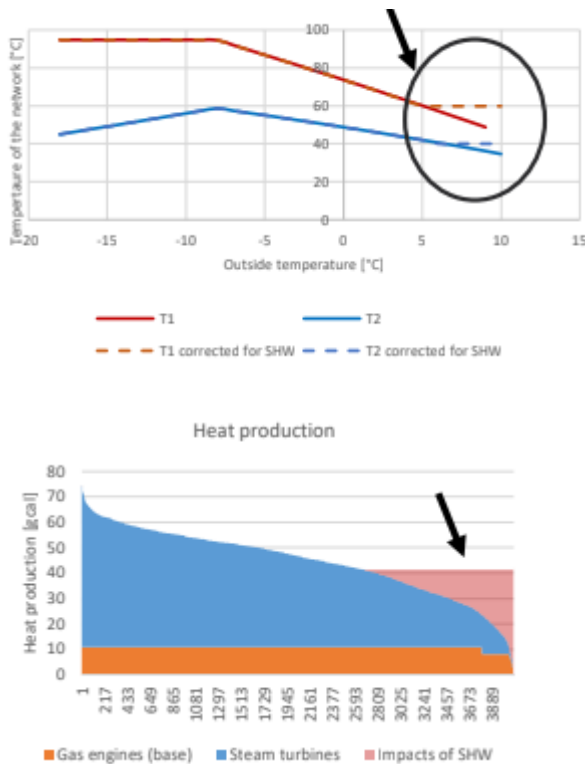 Tempertaure of the network [°C]
100
80
60
40
20
0
-20 -15 -10 -5 0 5 10 15
Outside temperature [°C]
T1 T2
T1 corrected for SHW T2 corrected for SHW
Heat production
Heat production [gcal]
80
70
60
50
40
30
20
10
0
1 217 433 649 865 1081 1297 1513 1729 1945 2161 2377 2593 2809 3025 3241 3457 3673 3889
Gas engines (base) Steam turbines Impacts of SHW